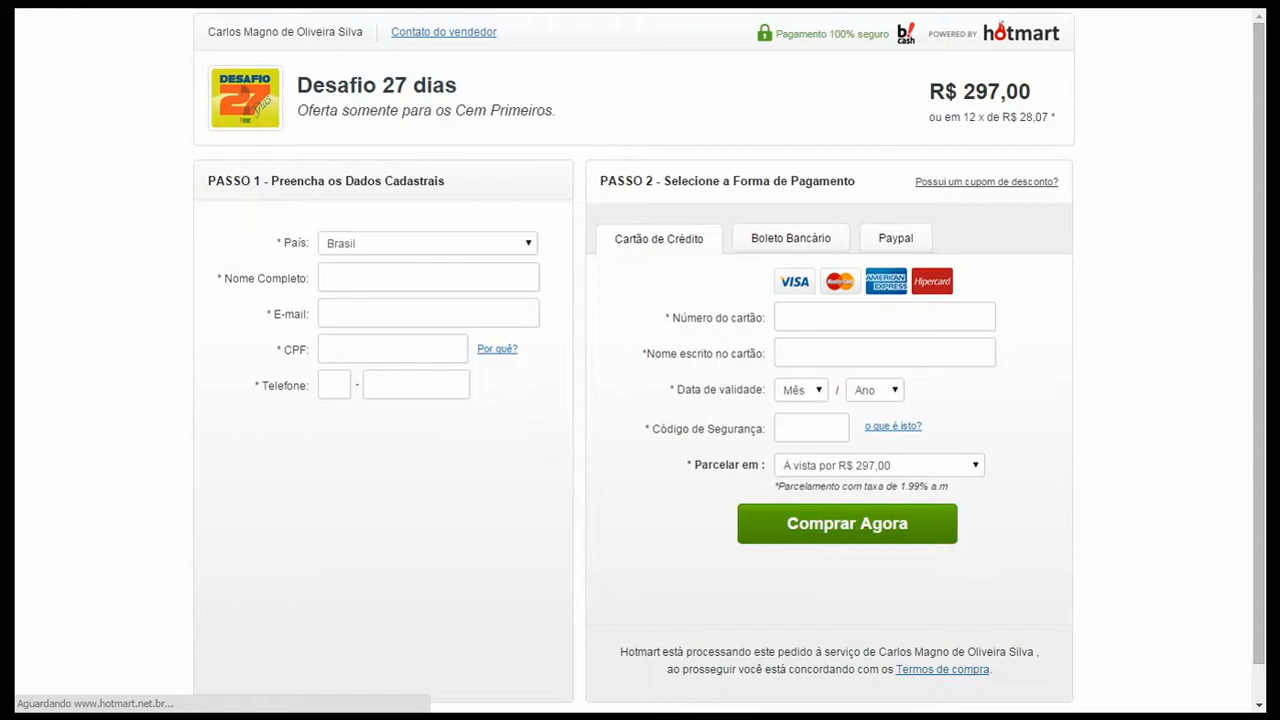 Carlos Magno de Oliveira Silva
Contato do vendedor
Pagamento 100% seguro
b! cash
POWERED BY
hotmart
DESAFIO
27
Desafio 27 dias
Oferta somente para os Cem Primeiros.
R$ 297,00
ou em 12 x de R$ 28,07 *
PASSO 1 - Preencha os Dados Cadastrais
* País:
Brasil
* Nome Completo:
* E-mail:
* CPF:
Por quê?
* Telefone:
-
PASSO 2 - Selecione a Forma de Pagamento
Possui um cupom de desconto?
Cartão de Crédito
Boleto Bancário
Paypal
VISA
MasterCard
AMERICAN EXPRESS
Hipercard
* Número do cartão:
*Nome escrito no cartão:
* Data de validade:
Mês
/
Ano
* Código de Segurança:
o que é isto?
* Parcelar em :
À vista por R$ 297,00
*Parcelamento com taxa de 1.99% a.m
Comprar Agora
Hotmart está processando este pedido à serviço de Carlos Magno de Oliveira Silva ,
ao prosseguir você está concordando com os Termos de compra.
Aguardando www.hotmart.net.br...